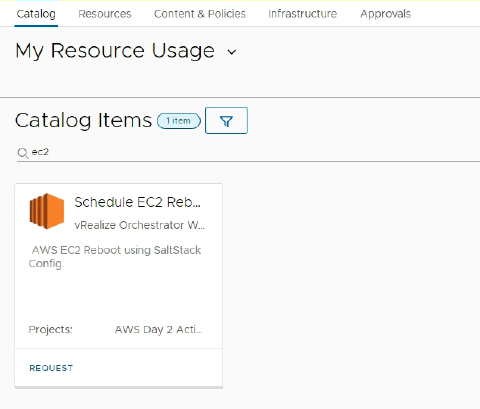 Catalog Resources Content & Policies Infrastructure Approvals
My Resource Usage
Catalog Items 1 item
ec2
Schedule EC2 Reb...
vRealize Orchestrator W...
AWS EC2 Reboot using SaltStack
Config.
Projects: AWS Day 2 Acti...
REQUEST